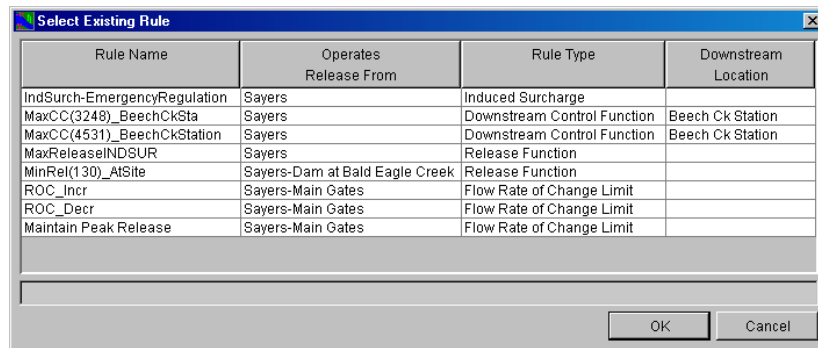 Select Existing Rule
Rule Name Operates Release From Rule Type Downstream Location
IndSurch-EmergencyRegulation Sayers Induced Surcharge
MaxCC(3248)_BeechCkSta Sayers Downstream Control Function Beech Ck Station
MaxCC(4531)_BeechCkStation Sayers Downstream Control Function Beech Ck Station
MaxReleaseINDSUR Sayers Release Function
MinRel(130)_AtSite Sayers-Dam at Bald Eagle Creek Release Function
ROC_Incr Sayers-Main Gates Flow Rate of Change Limit
ROC_Decr Sayers-Main Gates Flow Rate of Change Limit
Maintain Peak Release Sayers-Main Gates Flow Rate of Change Limit
OK Cancel